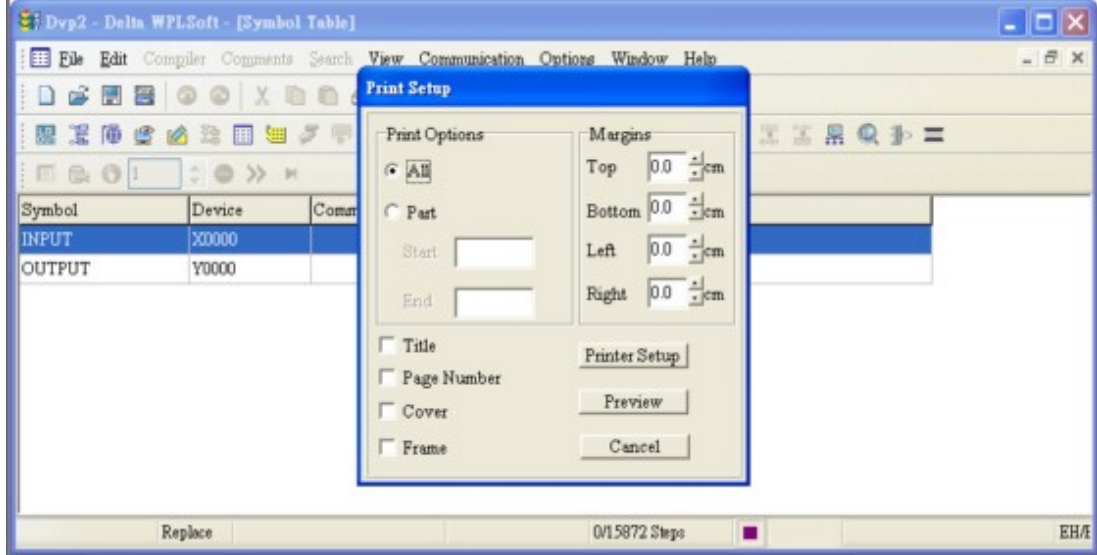 Dvp2 - Delta WPLSoft - [Symbol Table]
File Edit Compiler Comments Search View Communication Options Window Help
Print Setup
Print Options
Margins
All
Top 0.0 cm
1
Symbol Device Comm
Part
Bottom 0.0 cm
INPUT X0000
Start
Left 0.0 cm
OUTPUT Y0000
End
Right 0.0 cm
Title
Printer Setup
Page Number
Preview
Cover
Frame
Cancel
Replace 0/15872 Steps EH/E